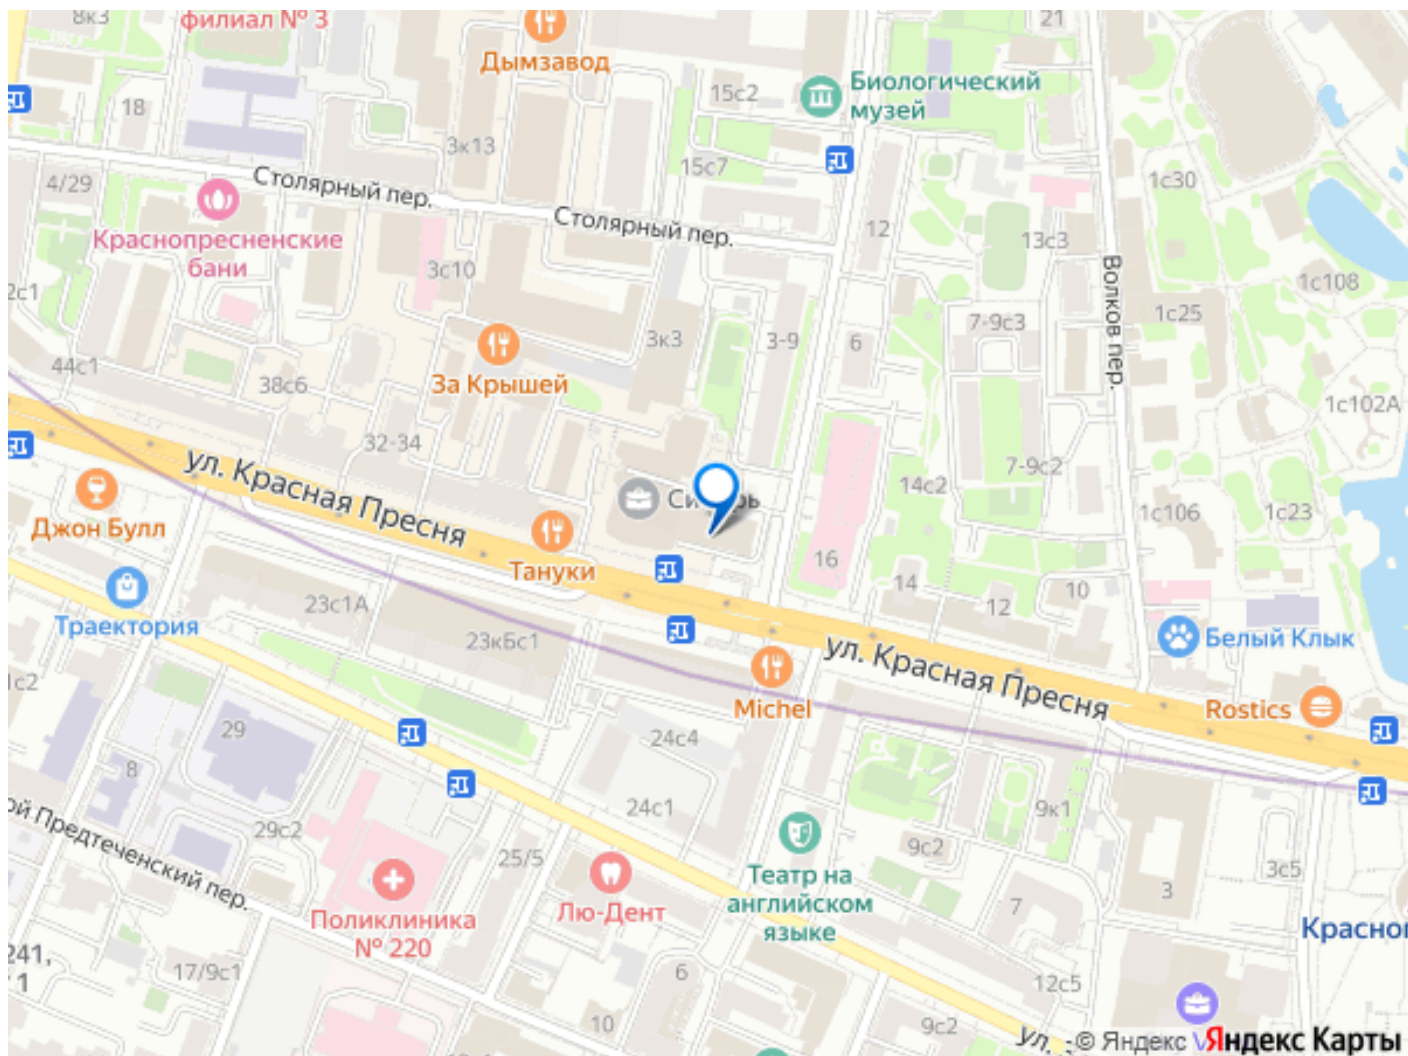 8к3
филиал № 3
Дымзавод
21
Биологический
музей
15с2
18
3к13
15с7
4/29
Столярный пер.
1с30
Столярный пер.
12
13с3
Краснопресненские
бани
3с10
2с1
1с108
1с25
7-9с3
3к3
3-9
6
Волков пер.
44с1
За Крышей
38с6
1с102А
32-34
7-9с2
ул. Красная Пресня
14с2
1с106
1с23
Джон Булл
Тануки
16
14
10
12
23с1А
Траектория
23кБс1
Белый Клык
ул. Красная Пресня
1с2
Michel
Rostics
29
24с4
8
24с1
9к1
29с2
ой Предтеченский пер.
25/5
9с2
3с5
3
Театр на
английском
языке
Лю-Дент
7
Поликлиника
№ 220
Красно
241,
1
17/9с1
6
12с5
10
9с2
ул.
© Яндекс
Яндекс Карты